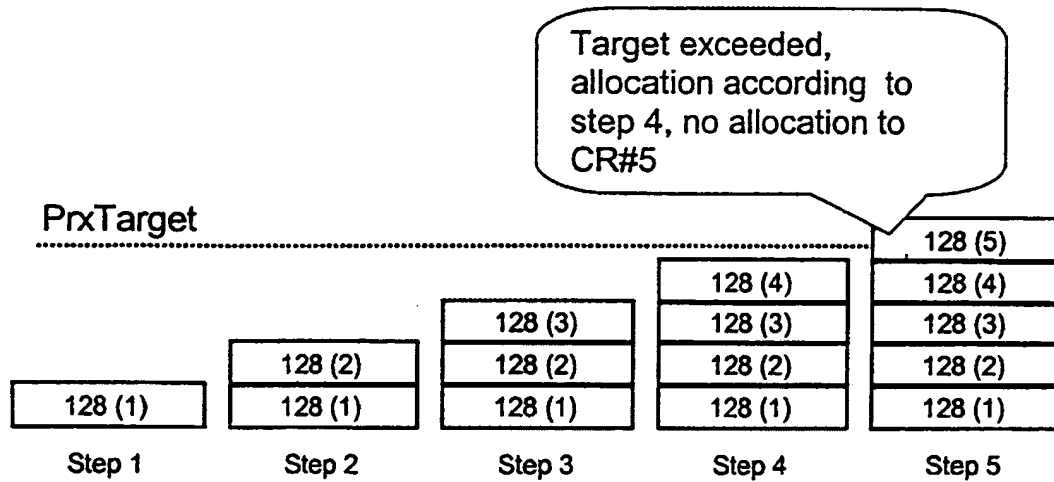 Target exceeded,
allocation according to
step 4, no allocation to
CR#5
PrxTarget
128 (5)
128 (4) 128 (4)
128 (3) 128 (3) 128 (3)
128 (2) 128 (2) 128 (2) 128 (2)
128 (1) 128 (1) 128 (1) 128 (1) 128 (1)
Step 1 Step 2 Step 3 Step 4 Step 5